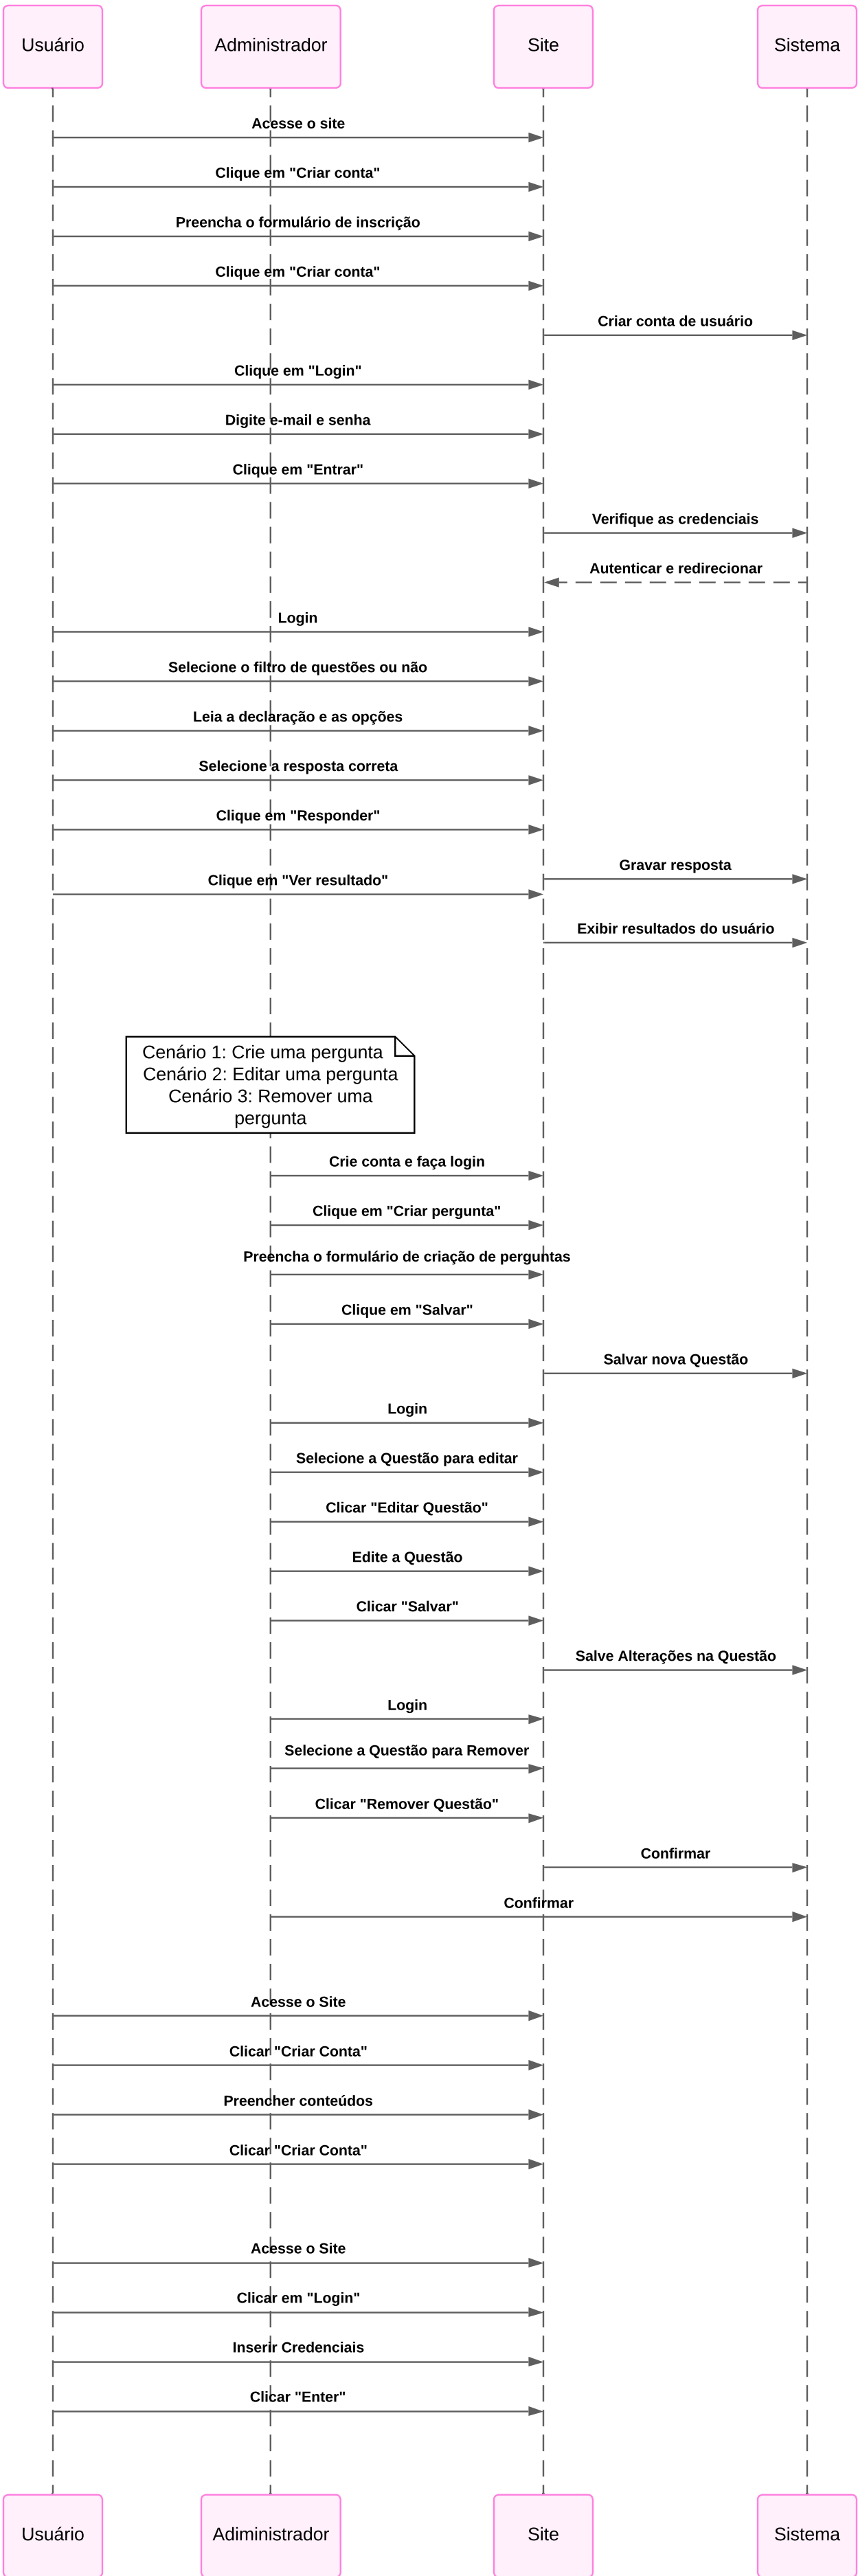 Usuário
Administrador
Site
Sistema
Acesse o site
Clique em "Criar conta"
Preencha o formulário de inscrição
Clique em "Criar conta"
Criar conta de usuário
Clique em "Login"
Digite e-mail e senha
Clique em "Entrar"
Verifique as credenciais
Autenticar e redirecionar
Login
Selecione o filtro de questões ou não
Leia a declaração e as opções
Selecione a resposta correta
Clique em "Responder"
Gravar resposta
Clique em "Ver resultado"
Exibir resultados do usuário
Cenário 1: Crie uma pergunta
Cenário 2: Editar uma pergunta
Cenário 3: Remover uma
pergunta
Crie conta e faça login
Clique em "Criar pergunta"
Preencha o formulário de criação de perguntas
Clique em "Salvar"
Salvar nova Questão
Login
Selecione a Questão para editar
Clicar "Editar Questão"
Edite a Questão
Clicar "Salvar"
Salve Alterações na Questão
Login
Selecione a Questão para Remover
Clicar "Remover Questão"
Confirmar
Confirmar
Acesse o Site
Clicar "Criar Conta"
Preencher conteúdos
Clicar "Criar Conta"
Acesse o Site
Clicar em "Login"
Inserir Credenciais
Clicar "Enter"
Usuário
Adiministrador
Site
Sistema